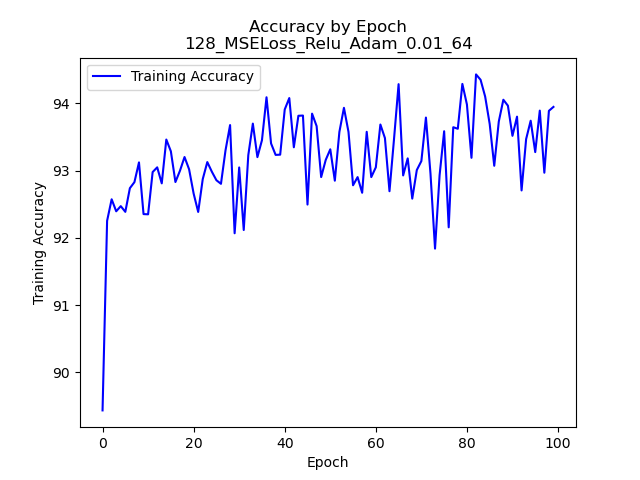 Accuracy by Epoch
128_MSELoss_Relu_Adam_0.01_64
Training Accuracy
94
93
92
91
90
Training Accuracy
0 20 40 60 80 100
Epoch